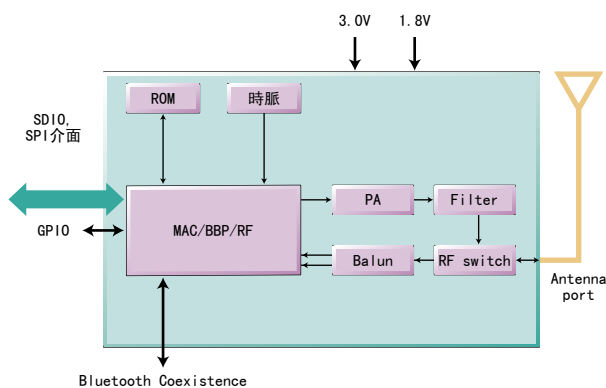 3.0V
1.8V
ROM
時脈
SDIO,
SPI介面
GPIO
MAC/BBP/RF
PA
Filter
Balun
RF switch
Antenna
port
Bluetooth Coexistence